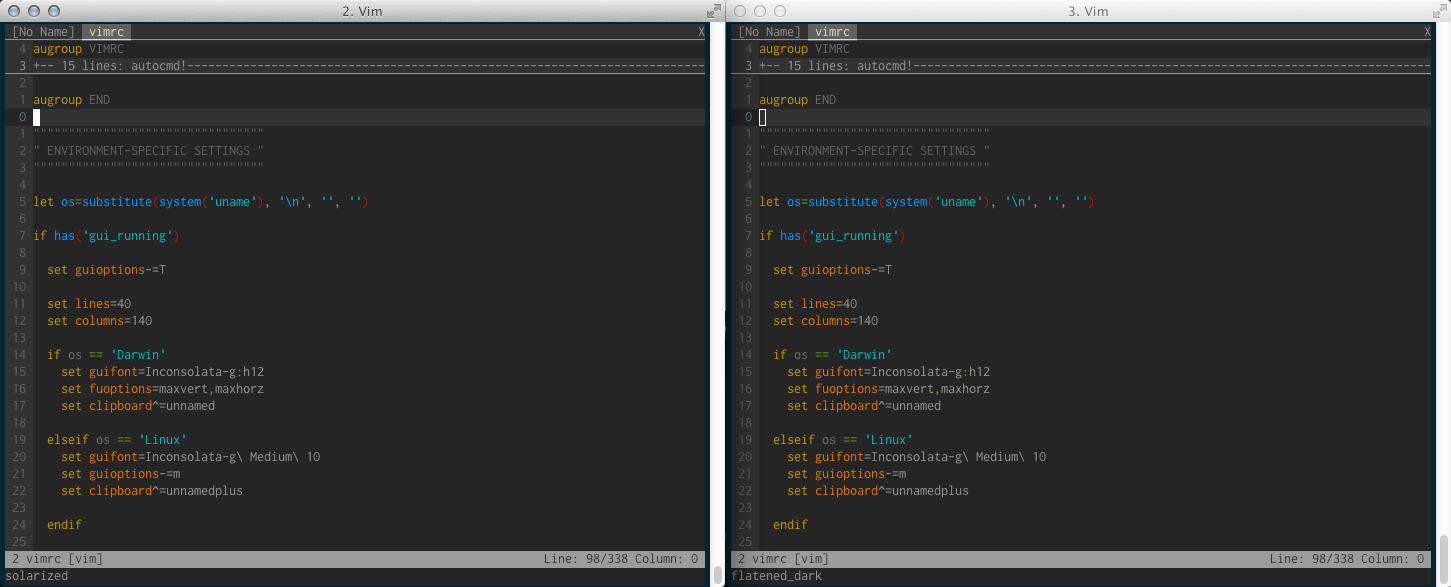 2. Vim
[No Name] vimrc X
4 augroup VIMRC
3 +-- 15 lines: autocmd!--------------------------------------------------------------------------
2
1 augroup END
0
1 """""""""""""""""""""""""""""""""
2 " ENVIRONMENT-SPECIFIC SETTINGS "
3 """""""""""""""""""""""""""""""""
4
5 let os=substitute(system('uname'), '\n', '', '')
6
7 if has('gui_running')
8
9 set guioptions-=T
10
11 set lines=40
12 set columns=140
13
14 if os == 'Darwin'
15 set guifont=Inconsolata-g:h12
16 set fuoptions=maxvert,maxhorz
17 set clipboard^=unnamed
18
19 elseif os == 'Linux'
20 set guifont=Inconsolata-g\ Medium\ 10
21 set guioptions-=m
22 set clipboard^=unnamedplus
23
24 endif
25
2 vimrc [vim] Line: 98/338 Column: 0
solarized
3. Vim
[No Name] vimrc X
4 augroup VIMRC
3 +-- 15 lines: autocmd!--------------------------------------------------------------------------
2
1 augroup END
0
1 """""""""""""""""""""""""""""""""
2 " ENVIRONMENT-SPECIFIC SETTINGS "
3 """""""""""""""""""""""""""""""""
4
5 let os=substitute(system('uname'), '\n', '', '')
6
7 if has('gui_running')
8
9 set guioptions-=T
10
11 set lines=40
12 set columns=140
13
14 if os == 'Darwin'
15 set guifont=Inconsolata-g:h12
16 set fuoptions=maxvert,maxhorz
17 set clipboard^=unnamed
18
19 elseif os == 'Linux'
20 set guifont=Inconsolata-g\ Medium\ 10
21 set guioptions-=m
22 set clipboard^=unnamedplus
23
24 endif
25
2 vimrc [vim] Line: 98/338 Column: 0
flatened_dark